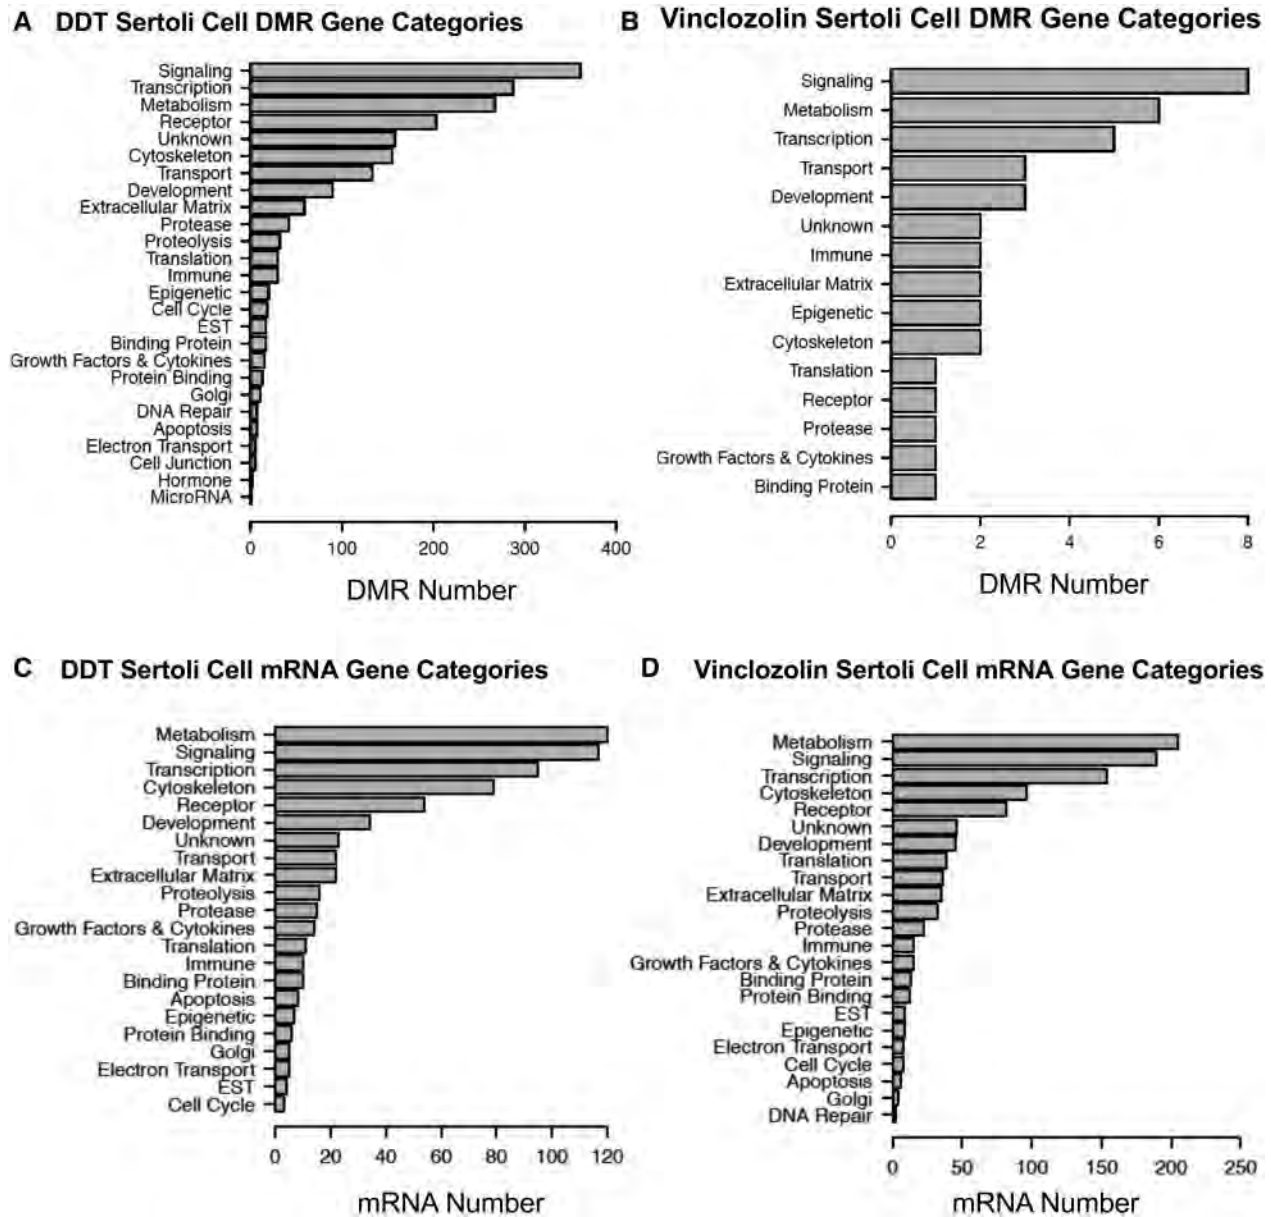 A DDT Sertoli Cell DMR Gene Categories
Signaling
Transcription
Metabolism
Receptor
Unknown
Cytoskeleton
Transport
Development
Extracellular Matrix
Protease
Proteolysis
Translation
Immune
Epigenetic
Cell Cycle
EST
Binding Protein
Growth Factors & Cytokines
Protein Binding
Golgi
DNA Repair
Apoptosis
Electron Transport
Cell Junction
Hormone
MicroRNA
0 100 200 300 400
DMR Number
B Vinclozolin Sertoli Cell DMR Gene Categories
Signaling
Metabolism
Transcription
Transport
Development
Unknown
Immune
Extracellular Matrix
Epigenetic
Cytoskeleton
Translation
Receptor
Protease
Growth Factors & Cytokines
Binding Protein
0 2 4 6 8
DMR Number
C DDT Sertoli Cell mRNA Gene Categories
Metabolism
Signaling
Transcription
Cytoskeleton
Receptor
Development
Unknown
Transport
Extracellular Matrix
Proteolysis
Protease
Growth Factors & Cytokines
Translation
Immune
Binding Protein
Apoptosis
Epigenetic
Protein Binding
Golgi
Electron Transport
EST
Cell Cycle
0 20 40 60 80 100 120
mRNA Number
D Vinclozolin Sertoli Cell mRNA Gene Categories
Metabolism
Signaling
Transcription
Cytoskeleton
Receptor
Unknown
Development
Translation
Transport
Extracellular Matrix
Proteolysis
Protease
Immune
Growth Factors & Cytokines
Binding Protein
Protein Binding
EST
Epigenetic
Electron Transport
Cell Cycle
Apoptosis
Golgi
DNA Repair
0 50 100 150 200 250
mRNA Number